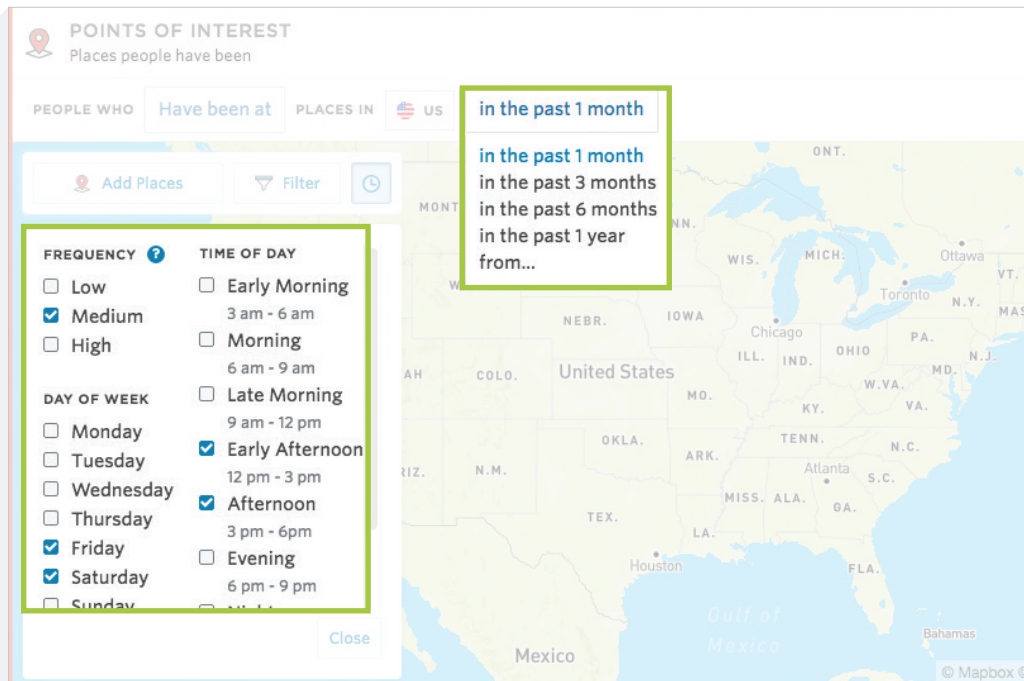 POINTS OF INTEREST
Places people have been
PEOPLE WHO Have been at PLACES IN US in the past 1 month
in the past 1 month
in the past 3 months
in the past 6 months
in the past 1 year
from...
Add Places Filter
FREQUENCY ?
Low
Medium
High
DAY OF WEEK
Monday
Tuesday
Wednesday
Thursday
Friday
Saturday
Sunday
TIME OF DAY
Early Morning
3 am - 6 am
Morning
6 am - 9 am
Late Morning
9 am - 12 pm
Early Afternoon
12 pm - 3 pm
Afternoon
3 pm - 6pm
Evening
6 pm - 9 pm
Close
ONT.
MONT
NN.
WIS.
MICH.
Ottawa
VT.
Toronto
N.Y.
MAS
NEBR.
IOWA
Chicago
PA.
ILL.
IND.
OHIO
N.J.
AH
COLO.
United States
MO.
W.VA.
MD.
KY.
VA.
OKLA.
TENN.
N.C.
ARK.
Atlanta
S.C.
RIZ.
N.M.
MISS.
ALA.
GA.
TEX.
LA.
Houston
FLA.
Gulf of
Mexico
Bahamas
Mexico
© Mapbox ©